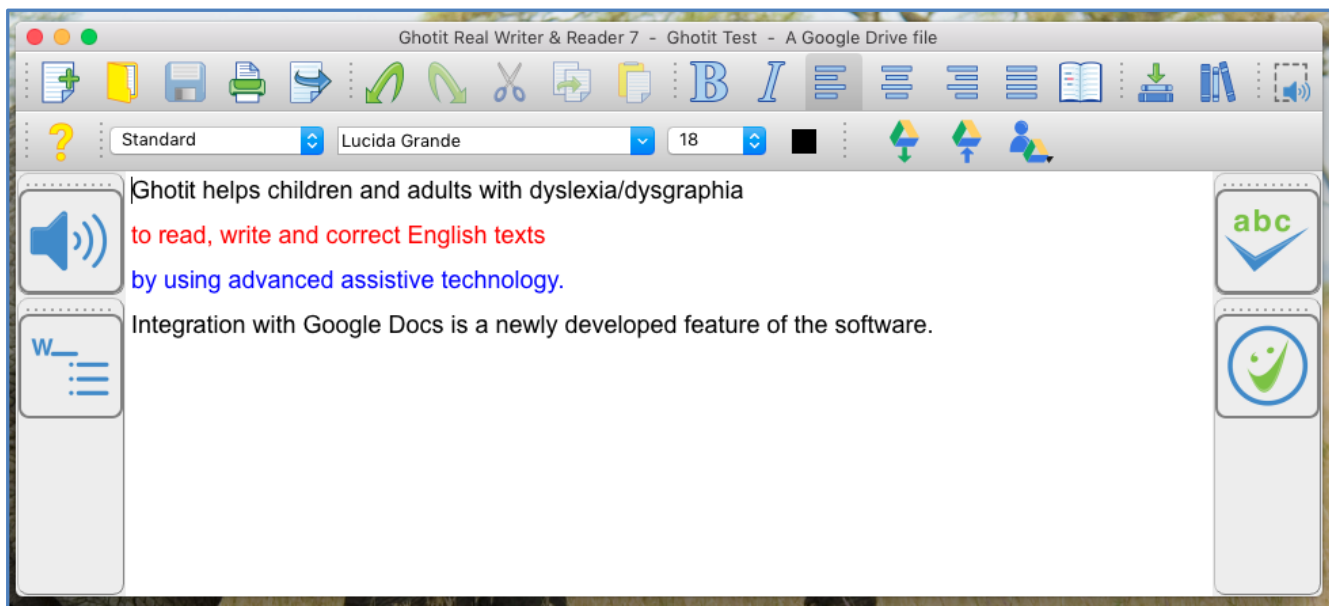 Ghotit Real Writer & Reader 7 - Ghotit Test - A Google Drive file
B I
? Standard Lucida Grande 18
Ghotit helps children and adults with dyslexia/dysgraphia
abc
to read, write and correct English texts
by using advanced assistive technology.
Integration with Google Docs is a newly developed feature of the software.
W